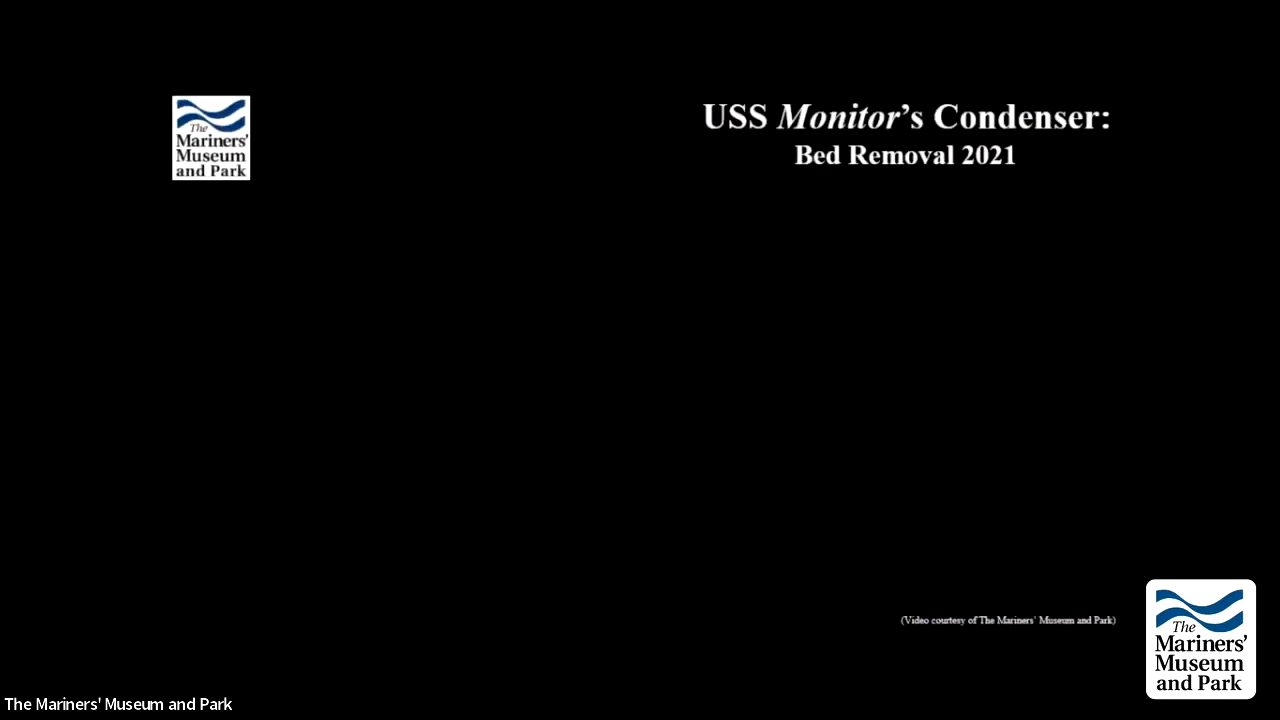 The
Mariners'
Museum
and Park
USS Monitor's Condenser:
Bed Removal 2021
(Video courtesy of The Mariners' Museum and Park)
The
Mariners'
Museum
and Park
The Mariners' Museum and Park